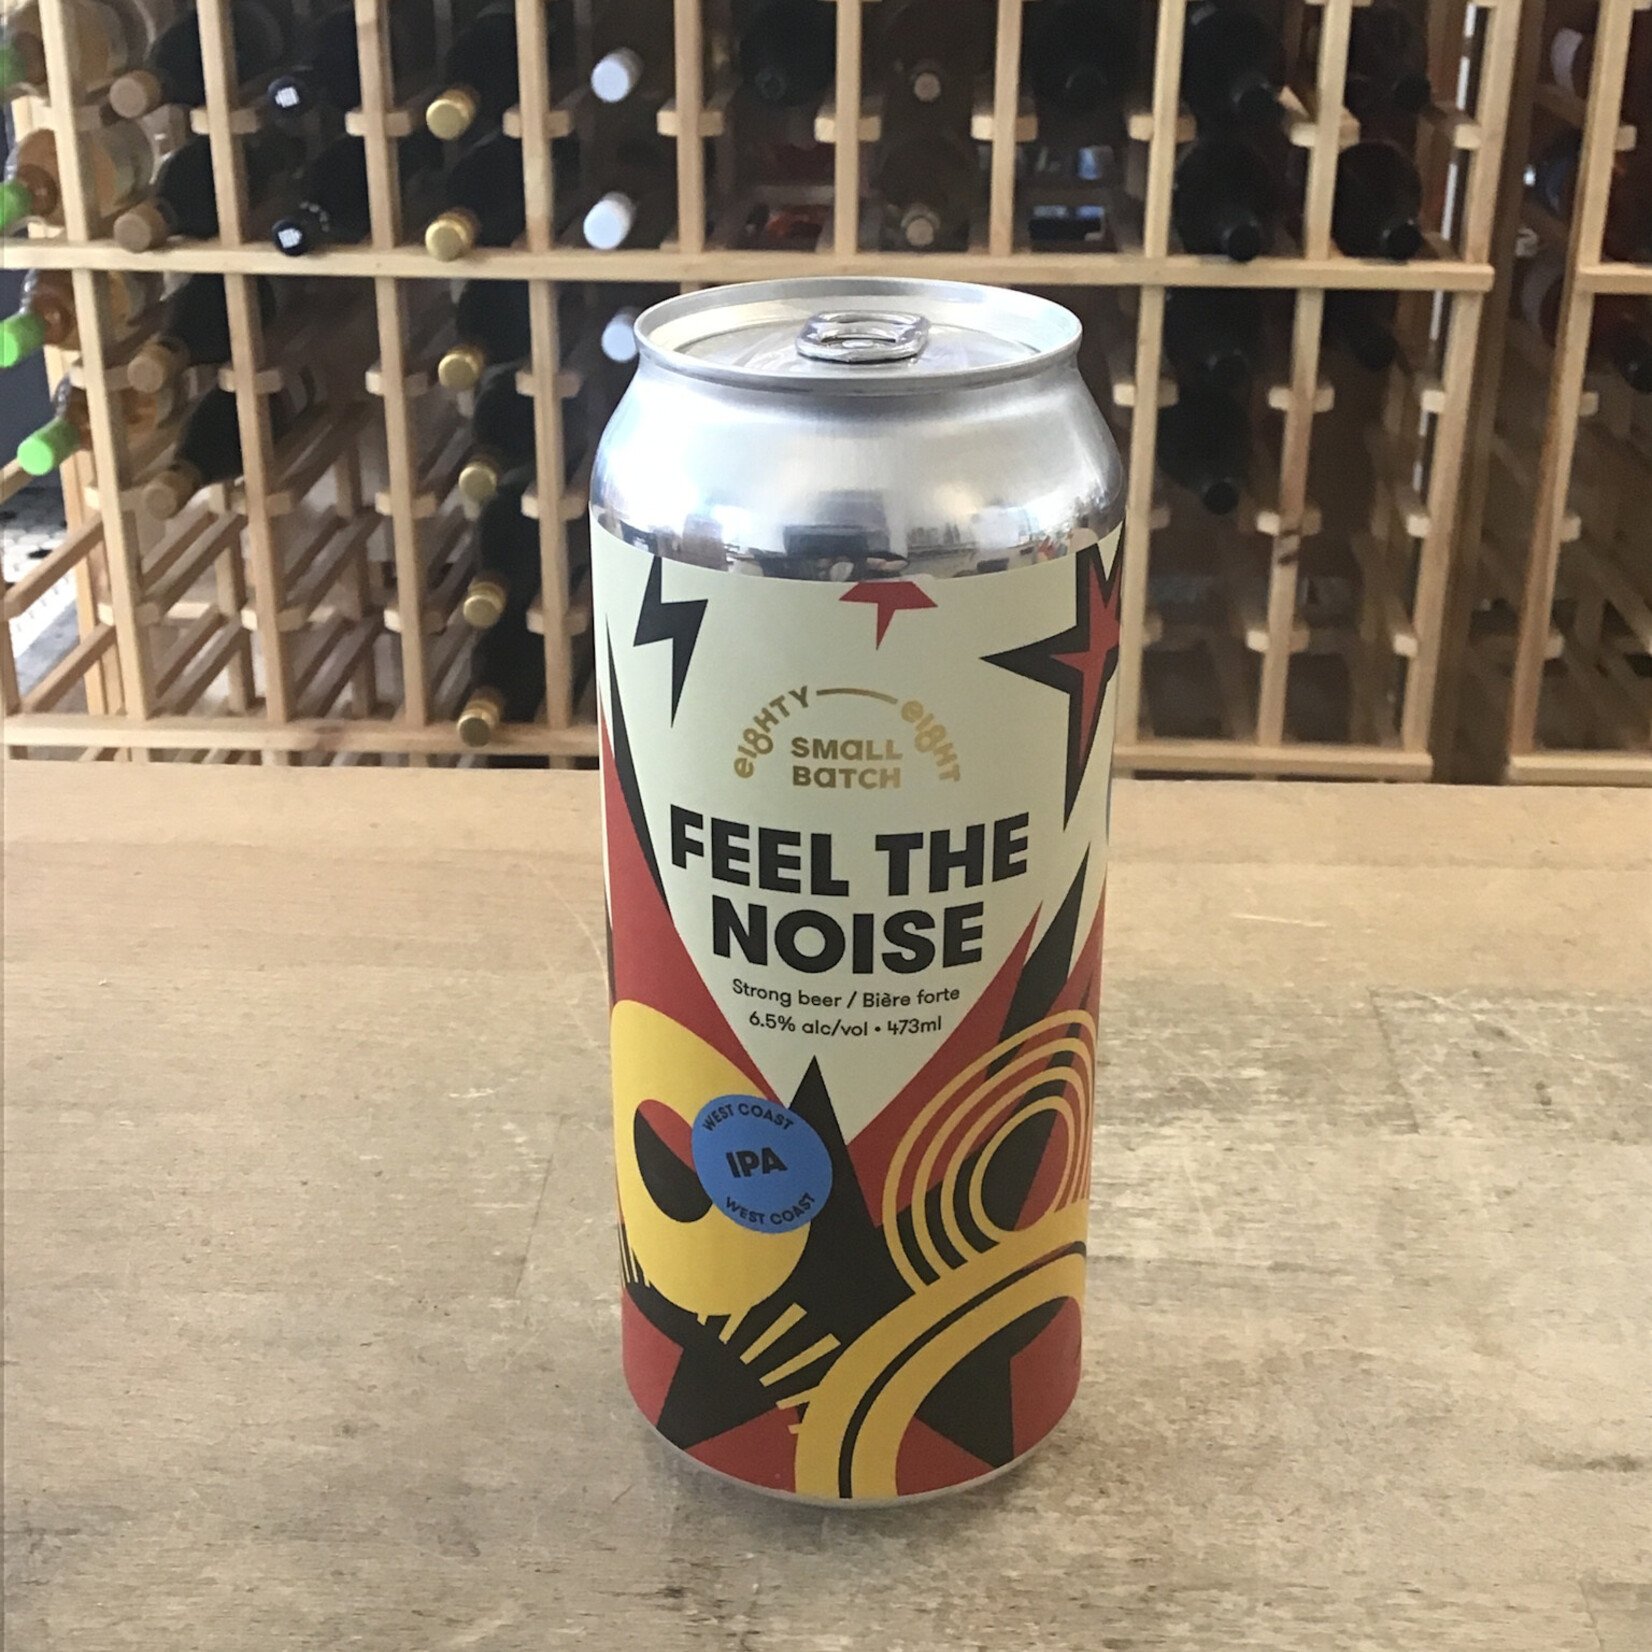 eIGHTY — eIGHT
SMaLL
BaTCH
FEEL THE
NOISE
Strong beer / Bière forte
6.5% alc/vol • 473ml
WEST COAST
IPA
WEST COAST